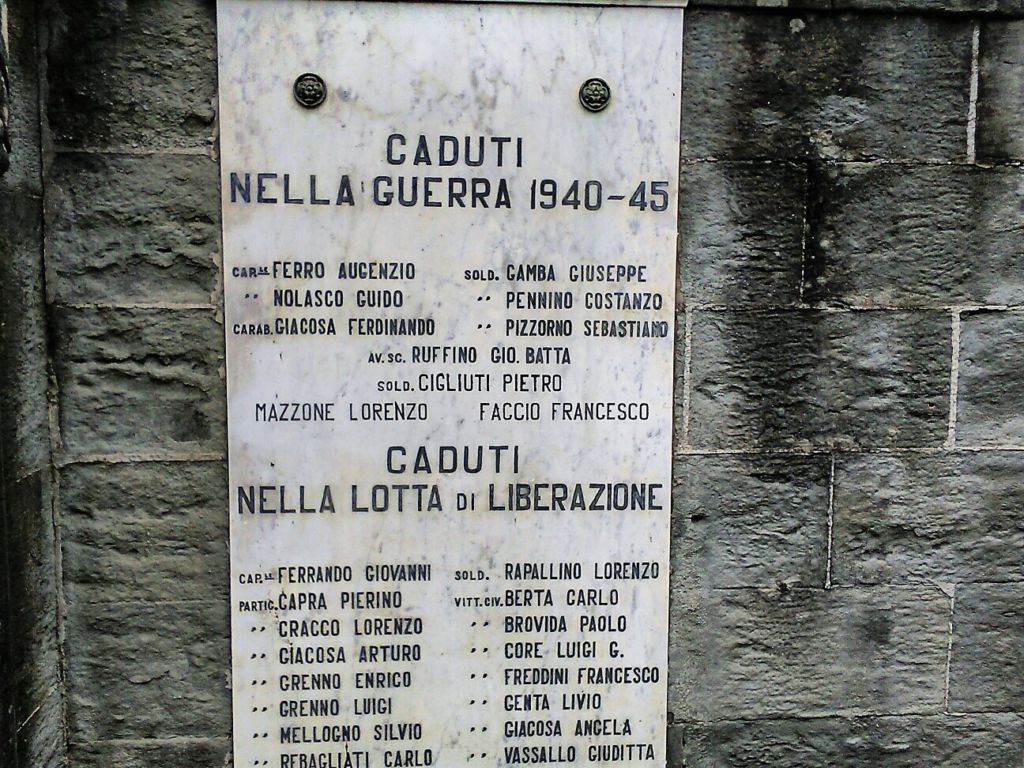 CADUTI
NELLA GUERRA 1940-45
CAP.LE FERRO AUGENZIO SOLD. GAMBA GIUSEPPE
" NOLASCO GUIDO " PENNINO COSTANZO
CARAB. GIACOSA FERDINANDO " PIZZORNO SEBASTIANO
AV. SC. RUFFINO GIO. BATTA
SOLD. CIGLIUTI PIETRO
MAZZONE LORENZO FACCIO FRANCESCO
CADUTI
NELLA LOTTA DI LIBERAZIONE
CAP.LE FERRANDO GIOVANNI SOLD. RAPALLINO LORENZO
PARTIG. CAPRA PIERINO VITT. CIV. BERTA CARLO
" CRACCO LORENZO " BROVIDA PAOLO
" GIACOSA ARTURO " CORE LUIGI G.
" GRENNO ENRICO " FREDDINI FRANCESCO
" GRENNO LUIGI " GENTA LIVIO
" MELLOGNO SILVIO " GIACOSA ANGELA
" REBAGLIATI CARLO " VASSALLO GIUDITTA